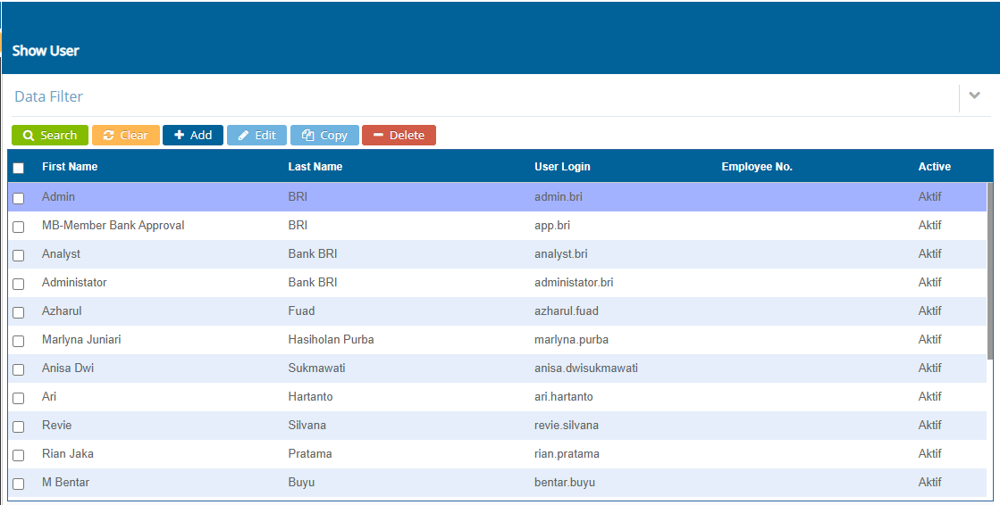 Show User
Data Filter
Search Clear Add Edit Copy Delete
First Name Last Name User Login Employee No. Active
Admin BRI admin.bri Aktif
MB-Member Bank Approval BRI app.bri Aktif
Analyst Bank BRI analyst.bri Aktif
Administator Bank BRI administator.bri Aktif
Azharul Fuad azharul.fuad Aktif
Marlyna Juniari Hasiholan Purba marlyna.purba Aktif
Anisa Dwi Sukmawati anisa.dwisukmawati Aktif
Ari Hartanto ari.hartanto Aktif
Revie Silvana revie.silvana Aktif
Rian Jaka Pratama rian.pratama Aktif
M Bentar Buyu bentar.buyu Aktif